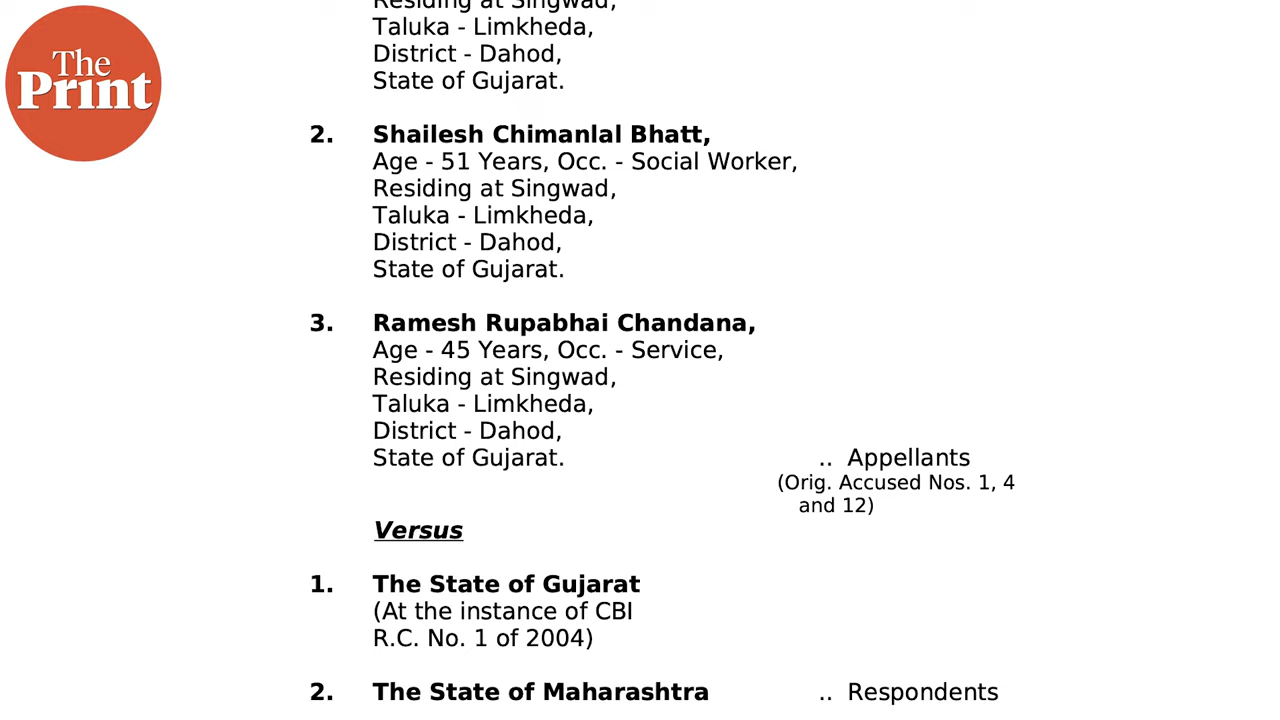 The
Print
Residing at Singwad,
Taluka - Limkheda,
District - Dahod,
State of Gujarat.
2. Shailesh Chimanlal Bhatt,
Age - 51 Years, Occ. - Social Worker,
Residing at Singwad,
Taluka - Limkheda,
District - Dahod,
State of Gujarat.
3. Ramesh Rupabhai Chandana,
Age - 45 Years, Occ. - Service,
Residing at Singwad,
Taluka - Limkheda,
District - Dahod,
State of Gujarat. .. Appellants
(Orig. Accused Nos. 1, 4
and 12)
Versus
1. The State of Gujarat
(At the instance of CBI
R.C. No. 1 of 2004)
2. The State of Maharashtra .. Respondents